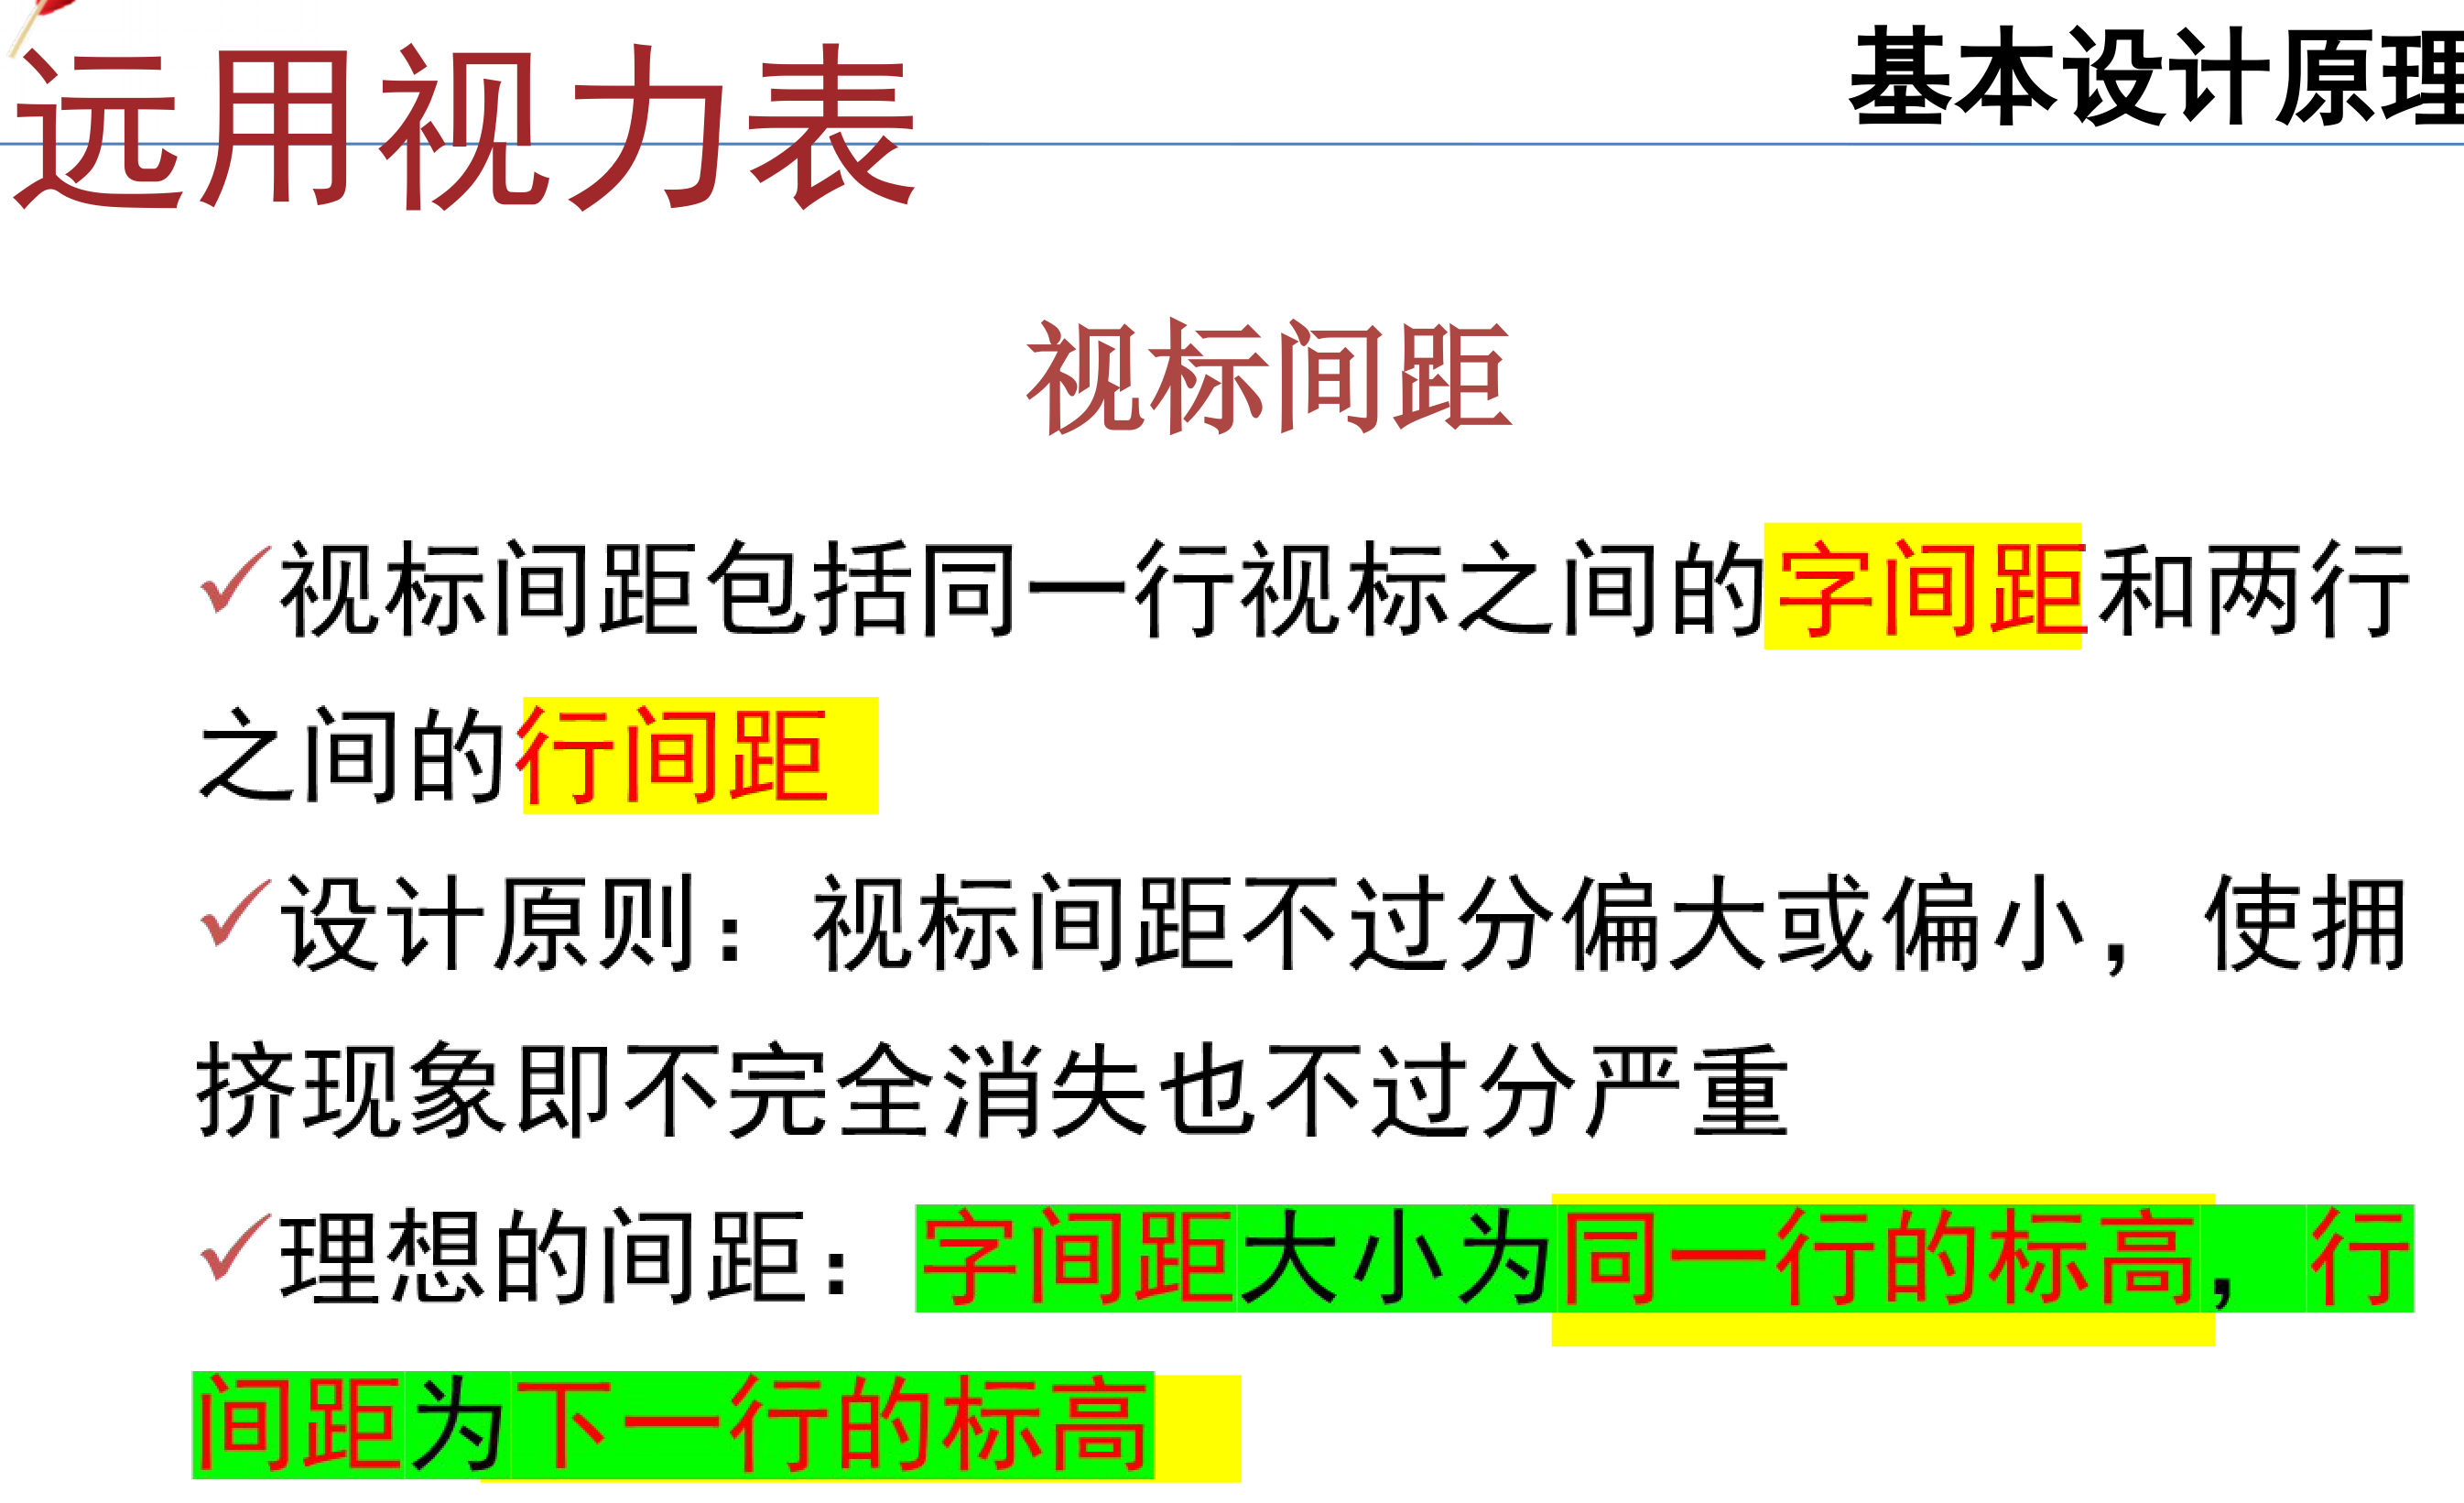 远用视力表
基本设计原理
视标间距
视标间距包括同一行视标之间的字间距和两行
之间的行间距
设计原则：视标间距不过分偏大或偏小，使拥
挤现象即不完全消失也不过分严重
理想的间距：字间距大小为同一行的标高，行
间距为下一行的标高